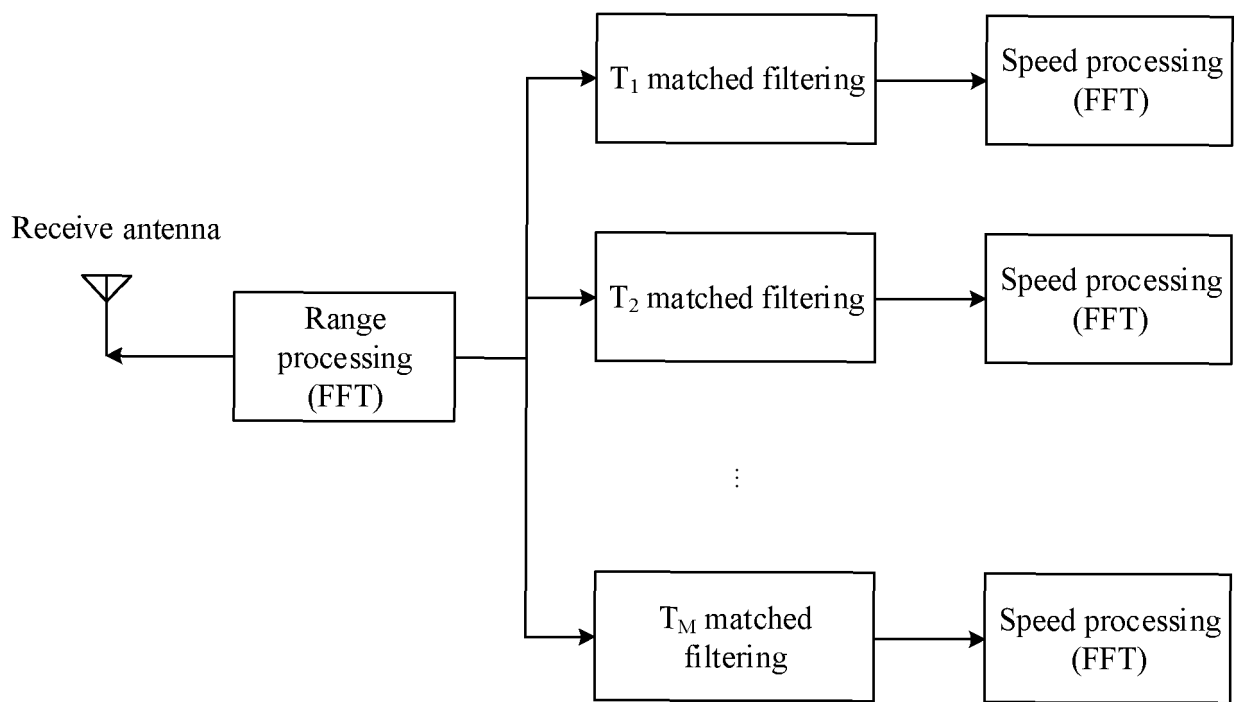 Receive antenna
Range
processing
(FFT)
T₁ matched filtering
Speed processing
(FFT)
T₂ matched filtering
Speed processing
(FFT)
⋮
T_M matched
filtering
Speed processing
(FFT)